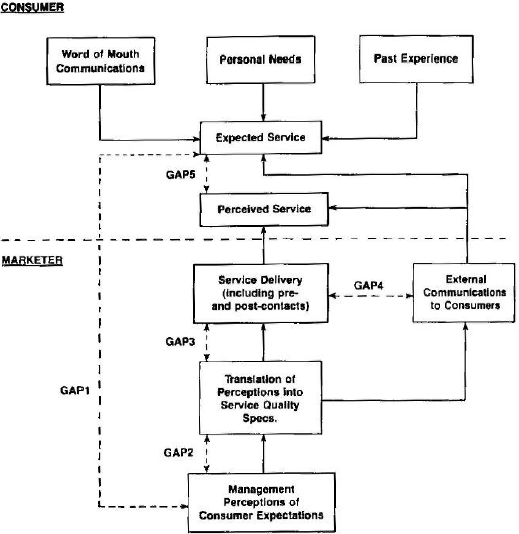 CONSUMER
Word of Mouth
Communications
Personal Needs
Past Experience
Expected Service
GAP5
Perceived Service
MARKETER
Service Delivery
(including pre-
and post-contacts)
GAP4
External
Communications
to Consumers
GAP3
GAP1
Translation of
Perceptions into
Service Quality
Specs.
GAP2
Management
Perceptions of
Consumer Expectations